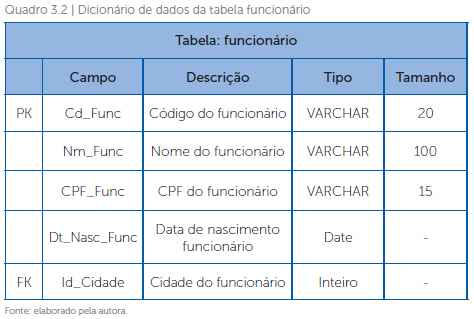 Quadro 3.2 | Dicionário de dados da tabela funcionário
Tabela: funcionário
Campo Descrição Tipo Tamanho
PK Cd_Func Código do funcionário VARCHAR 20
Nm_Func Nome do funcionário VARCHAR 100
CPF_Func CPF do funcionário VARCHAR 15
Dt_Nasc_Func Data de nascimento funcionário Date -
FK Id_Cidade Cidade do funcionário Inteiro -
Fonte: elaborado pela autora.